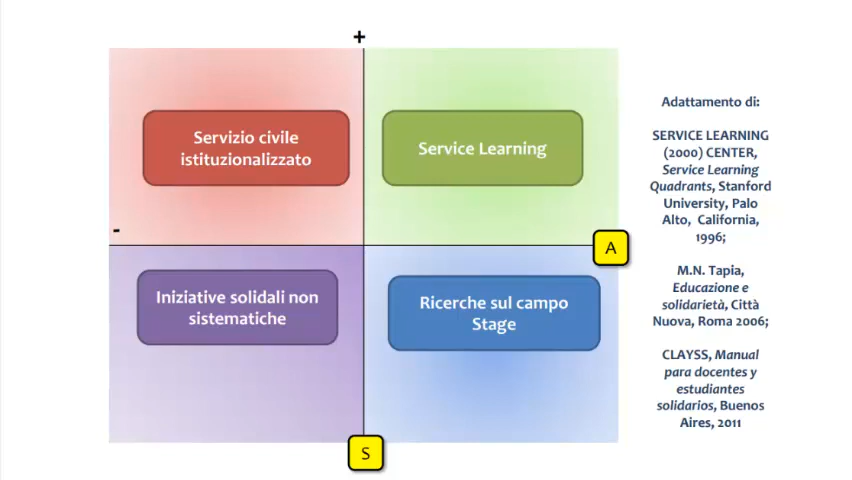 +
Servizio civile
istituzionalizzato
Service Learning
-
A
Iniziative solidali non
sistematiche
Ricerche sul campo
Stage
S
Adattamento di:
SERVICE LEARNING
(2000) CENTER,
Service Learning
Quadrants, Stanford
University, Palo
Alto, California,
1996;
M.N. Tapia,
Educazione e
solidarietà, Città
Nuova, Roma 2006;
CLAYSS, Manual
para docentes y
estudiantes
solidarios, Buenos
Aires, 2011